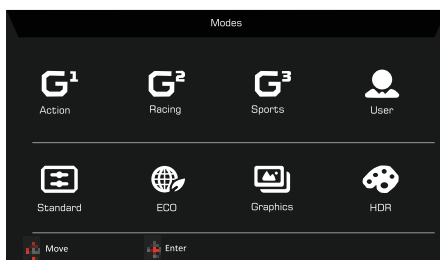 Modes
G¹ G² G³
Action Racing Sports User
Standard ECO Graphics HDR
Move Enter